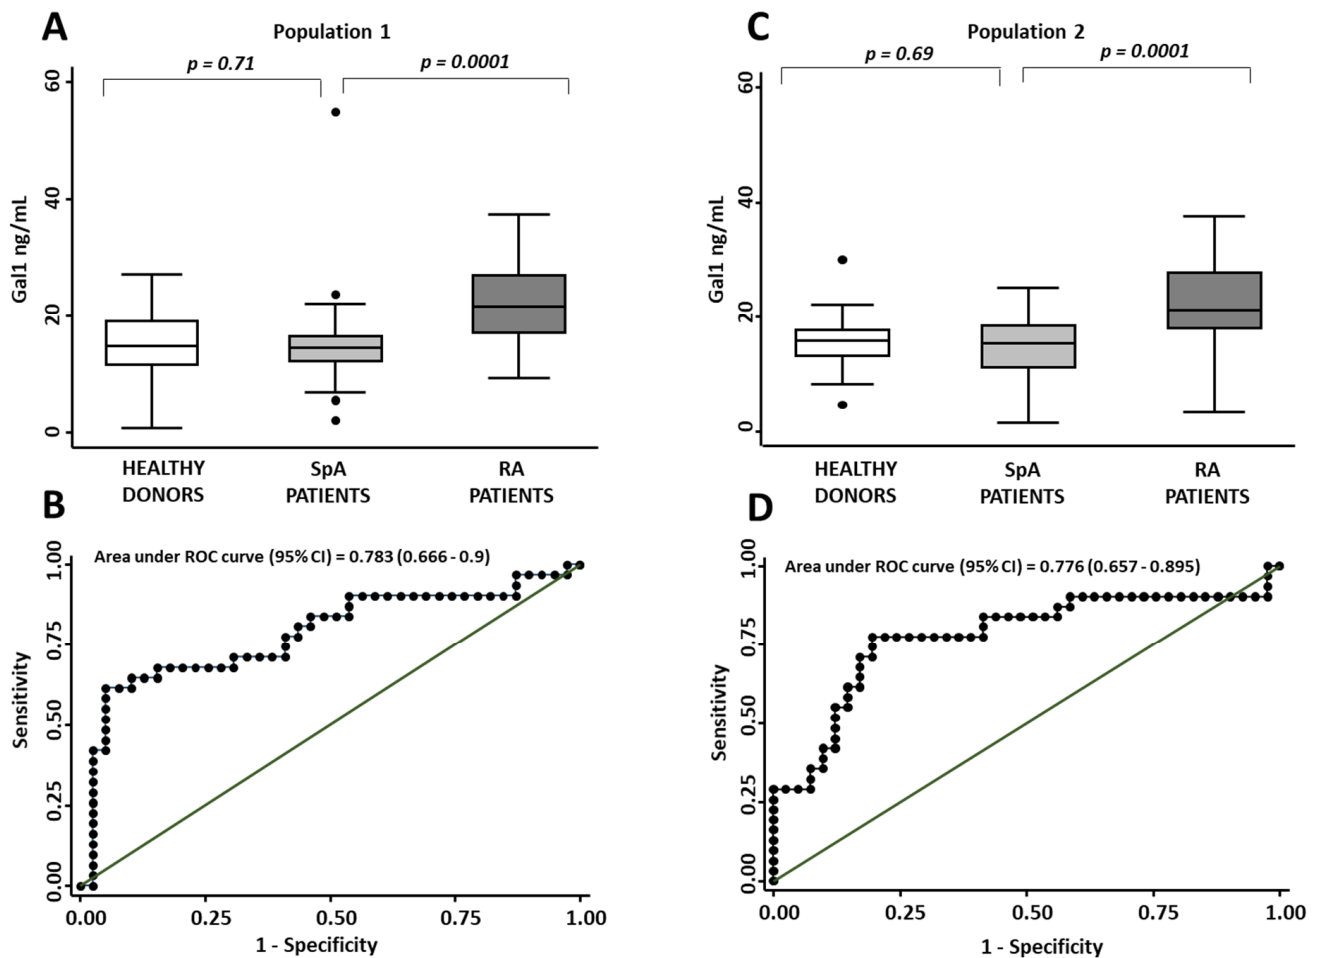 A
Population 1
p = 0.71
p = 0.0001
60
40
20
0
Gal1 ng/mL
HEALTHY
DONORS
SpA
PATIENTS
RA
PATIENTS
C
Population 2
p = 0.69
p = 0.0001
60
40
20
0
Gal1 ng/mL
HEALTHY
DONORS
SpA
PATIENTS
RA
PATIENTS
B
Area under ROC curve (95% CI) = 0.783 (0.666 - 0.9)
1.00
0.75
0.50
0.25
0.00
Sensitivity
0.00 0.25 0.50 0.75 1.00
1 - Specificity
D
Area under ROC curve (95% CI) = 0.776 (0.657 - 0.895)
1.00
0.75
0.50
0.25
0.00
Sensitivity
0.00 0.25 0.50 0.75 1.00
1 - Specificity